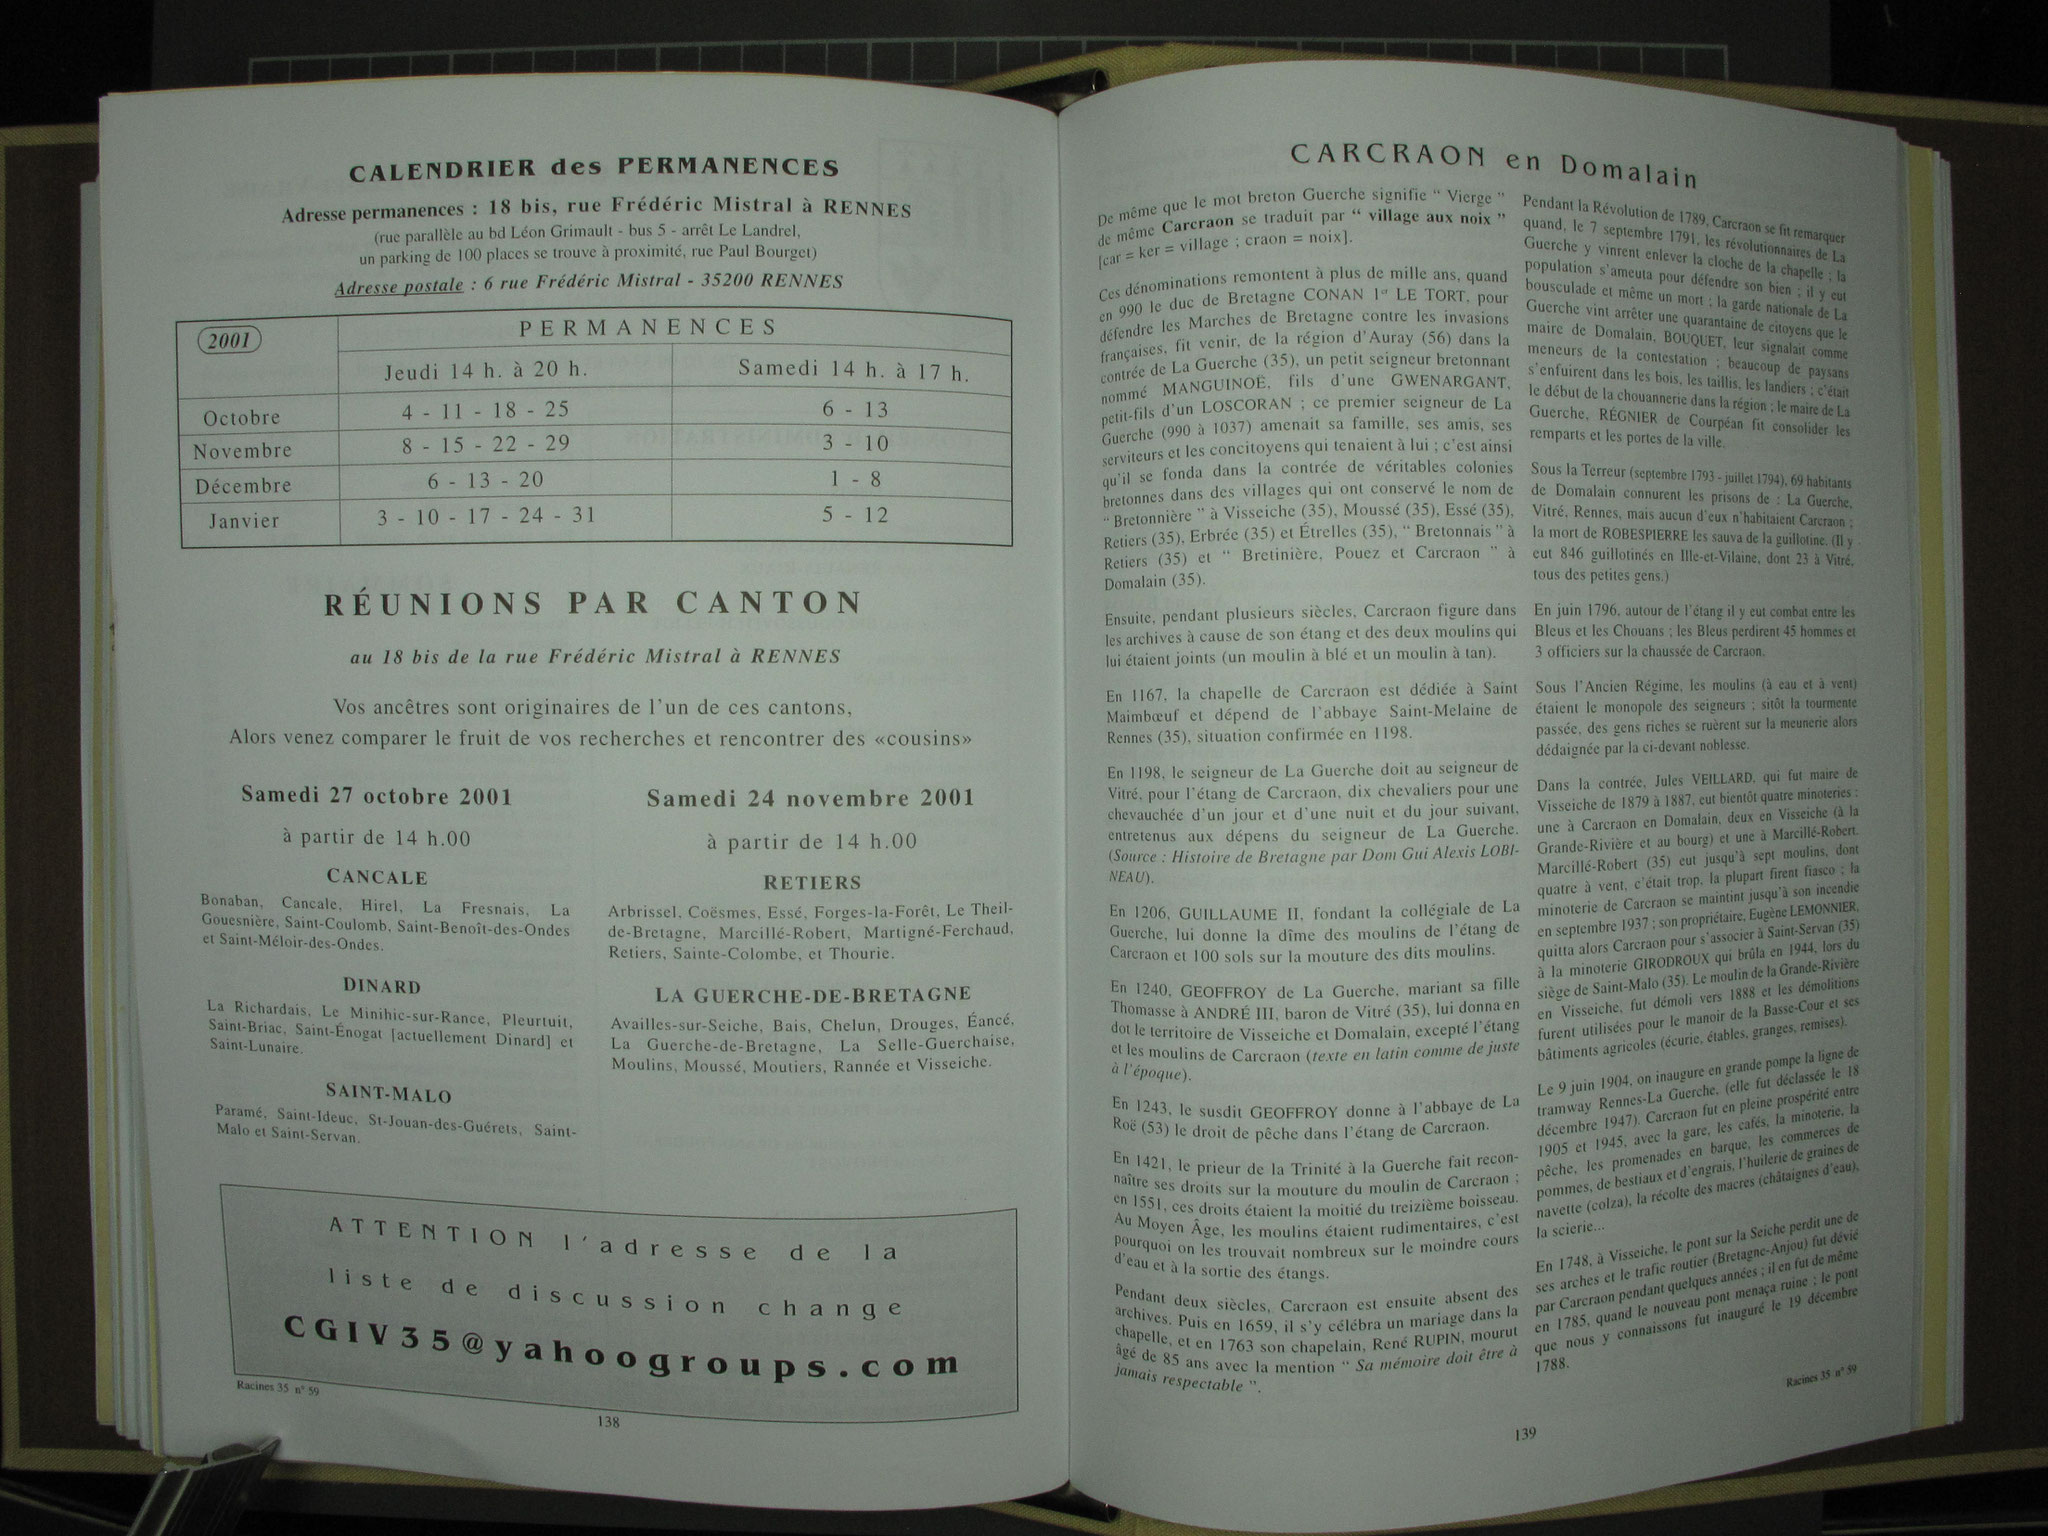 CALENDRIER des PERMANENCES
Adresse permanences : 18 bis, rue Frédéric Mistral à RENNES
(rue parallèle au bd Léon Grimault - bus 5 - arrêt Le Landrel,
un parking de 100 places se trouve à proximité, rue Paul Bourget)
Adresse postale : 6 rue Frédéric Mistral - 35200 RENNES
2001
PERMANENCES
Jeudi 14 h. à 20 h.
Samedi 14 h. à 17 h.
Octobre 4 - 11 - 18 - 25 6 - 13
Novembre 8 - 15 - 22 - 29 3 - 10
Décembre 6 - 13 - 20 1 - 8
Janvier 3 - 10 - 17 - 24 - 31 5 - 12
RÉUNIONS PAR CANTON
au 18 bis de la rue Frédéric Mistral à RENNES
Vos ancêtres sont originaires de l'un de ces cantons,
Alors venez comparer le fruit de vos recherches et rencontrer des «cousins»
Samedi 27 octobre 2001
à partir de 14 h.00
CANCALE
Bonaban, Cancale, Hirel, La Fresnais, La
Gouesnière, Saint-Coulomb, Saint-Benoît-des-Ondes
et Saint-Méloir-des-Ondes.
DINARD
La Richardais, Le Minihic-sur-Rance, Pleurtuit,
Saint-Briac, Saint-Énogat [actuellement Dinard] et
Saint-Lunaire.
SAINT-MALO
Paramé, Saint-Ideuc, St-Jouan-des-Guérets, Saint-
Malo et Saint-Servan.
Samedi 24 novembre 2001
à partir de 14 h.00
RETIERS
Arbrissel, Coësmes, Essé, Forges-la-Forêt, Le Theil-
de-Bretagne, Marcillé-Robert, Martigné-Ferchaud,
Retiers, Sainte-Colombe, et Thourie.
LA GUERCHE-DE-BRETAGNE
Availles-sur-Seiche, Bais, Chelun, Drouges, Éancé,
La Guerche-de-Bretagne, La Selle-Guerchaise,
Moulins, Moussé, Moutiers, Rannée et Visseiche.
ATTENTION l'adresse de la
liste de discussion change
CGIV35@yahoogroups.com
Racines 35 n° 59
138
CARCRAON en Domalain
De même que le mot breton Guerche signifie “ Vierge ”
de même Carcraon se traduit par “ village aux noix ”
[car = ker = village ; craon = noix].
Ces dénominations remontent à plus de mille ans, quand
en 990 le duc de Bretagne CONAN 1er LE TORT, pour
défendre les Marches de Bretagne contre les invasions
françaises, fit venir, de la région d'Auray (56) dans la
contrée de La Guerche (35), un petit seigneur bretonnant
nommé MANGUINOË, fils d'une GWENARGANT,
petit-fils d'un LOSCORAN ; ce premier seigneur de La
Guerche (990 à 1037) amenait sa famille, ses amis, ses
serviteurs et les concitoyens qui tenaient à lui ; c'est ainsi
qu'il se fonda dans la contrée de véritables colonies
bretonnes dans des villages qui ont conservé le nom de
“ Bretonnière ” à Visseiche (35), Moussé (35), Essé (35),
Retiers (35), Erbrée (35) et Étrelles (35), “ Bretonnais ” à
Retiers (35) et “ Bretinière, Pouez et Carcraon ” à
Domalain (35).
Ensuite, pendant plusieurs siècles, Carcraon figure dans
les archives à cause de son étang et des deux moulins qui
lui étaient joints (un moulin à blé et un moulin à tan).
En 1167, la chapelle de Carcraon est dédiée à Saint
Maimbœuf et dépend de l'abbaye Saint-Melaine de
Rennes (35), situation confirmée en 1198.
En 1198, le seigneur de La Guerche doit au seigneur de
Vitré, pour l'étang de Carcraon, dix chevaliers pour une
chevauchée d'un jour et d'une nuit et du jour suivant,
entretenus aux dépens du seigneur de La Guerche.
(Source : Histoire de Bretagne par Dom Gui Alexis LOBI-
NEAU).
En 1206, GUILLAUME II, fondant la collégiale de La
Guerche, lui donne la dîme des moulins de l'étang de
Carcraon et 100 sols sur la mouture des dits moulins.
En 1240, GEOFFROY de La Guerche, mariant sa fille
Thomasse à ANDRÉ III, baron de Vitré (35), lui donna en
dot le territoire de Visseiche et Domalain, excepté l'étang
et les moulins de Carcraon (texte en latin comme de juste
à l'époque).
En 1243, le susdit GEOFFROY donne à l'abbaye de La
Roë (53) le droit de pêche dans l'étang de Carcraon.
En 1421, le prieur de la Trinité à la Guerche fait recon-
naître ses droits sur la mouture du moulin de Carcraon ;
en 1551, ces droits étaient la moitié du treizième boisseau.
Au Moyen Âge, les moulins étaient rudimentaires, c'est
pourquoi on les trouvait nombreux sur le moindre cours
d'eau et à la sortie des étangs.
Pendant deux siècles, Carcraon est ensuite absent des
archives. Puis en 1659, il s'y célébra un mariage dans la
chapelle, et en 1763 son chapelain, René RUPIN, mourut
âgé de 85 ans avec la mention “ Sa mémoire doit être à
jamais respectable ”.
Pendant la Révolution de 1789, Carcraon se fit remarquer
quand, le 7 septembre 1791, les révolutionnaires de La
Guerche y vinrent enlever la cloche de la chapelle ; la
population s'ameuta pour défendre son bien ; il y eut
bousculade et même un mort ; la garde nationale de La
Guerche vint arrêter une quarantaine de citoyens que le
maire de Domalain, BOUQUET, leur signalait comme
meneurs de la contestation ; beaucoup de paysans
s'enfuirent dans les bois, les taillis, les landiers ; c'était
le début de la chouannerie dans la région ; le maire de La
Guerche, RÉGNIER de Courpéan fit consolider les
remparts et les portes de la ville.
Sous la Terreur (septembre 1793 - juillet 1794), 69 habitants
de Domalain connurent les prisons de : La Guerche,
Vitré, Rennes, mais aucun d'eux n'habitaient Carcraon ;
la mort de ROBESPIERRE les sauva de la guillotine. (Il y
eut 846 guillotinés en Ille-et-Vilaine, dont 23 à Vitré,
tous des petites gens.)
En juin 1796, autour de l'étang il y eut combat entre les
Bleus et les Chouans ; les Bleus perdirent 45 hommes et
3 officiers sur la chaussée de Carcraon.
Sous l'Ancien Régime, les moulins (à eau et à vent)
étaient le monopole des seigneurs ; sitôt la tourmente
passée, des gens riches se ruèrent sur la meunerie alors
dédaignée par la ci-devant noblesse.
Dans la contrée, Jules VEILLARD, qui fut maire de
Visseiche de 1879 à 1887, eut bientôt quatre minoteries :
une à Carcraon en Domalain, deux en Visseiche (à la
Grande-Rivière et au bourg) et une à Marcillé-Robert.
Marcillé-Robert (35) eut jusqu'à sept moulins, dont
quatre à vent, c'était trop, la plupart firent fiasco ; la
minoterie de Carcraon se maintint jusqu'à son incendie
en septembre 1937 ; son propriétaire, Eugène LEMONNIER,
quitta alors Carcraon pour s'associer à Saint-Servan (35)
à la minoterie GIRODROUX qui brûla en 1944, lors du
siège de Saint-Malo (35). Le moulin de la Grande-Rivière
en Visseiche, fut démoli vers 1888 et les démolitions
furent utilisées pour le manoir de la Basse-Cour et ses
bâtiments agricoles (écurie, étables, granges, remises).
Le 9 juin 1904, on inaugure en grande pompe la ligne de
tramway Rennes-La Guerche, (elle fut déclassée le 18
décembre 1947). Carcraon fut en pleine prospérité entre
1905 et 1945, avec la gare, les cafés, la minoterie, la
pêche, les promenades en barque, les commerces de
pommes, de bestiaux et d'engrais, l'huilerie de graines de
navette (colza), la récolte des macres (châtaignes d'eau),
la scierie...
En 1748, à Visseiche, le pont sur la Seiche perdit une de
ses arches et le trafic routier (Bretagne-Anjou) fut dévié
par Carcraon pendant quelques années ; il en fut de même
en 1785, quand le nouveau pont menaça ruine ; le pont
que nous y connaissons fut inauguré le 19 décembre
1788.
Racines 35 n° 59
139